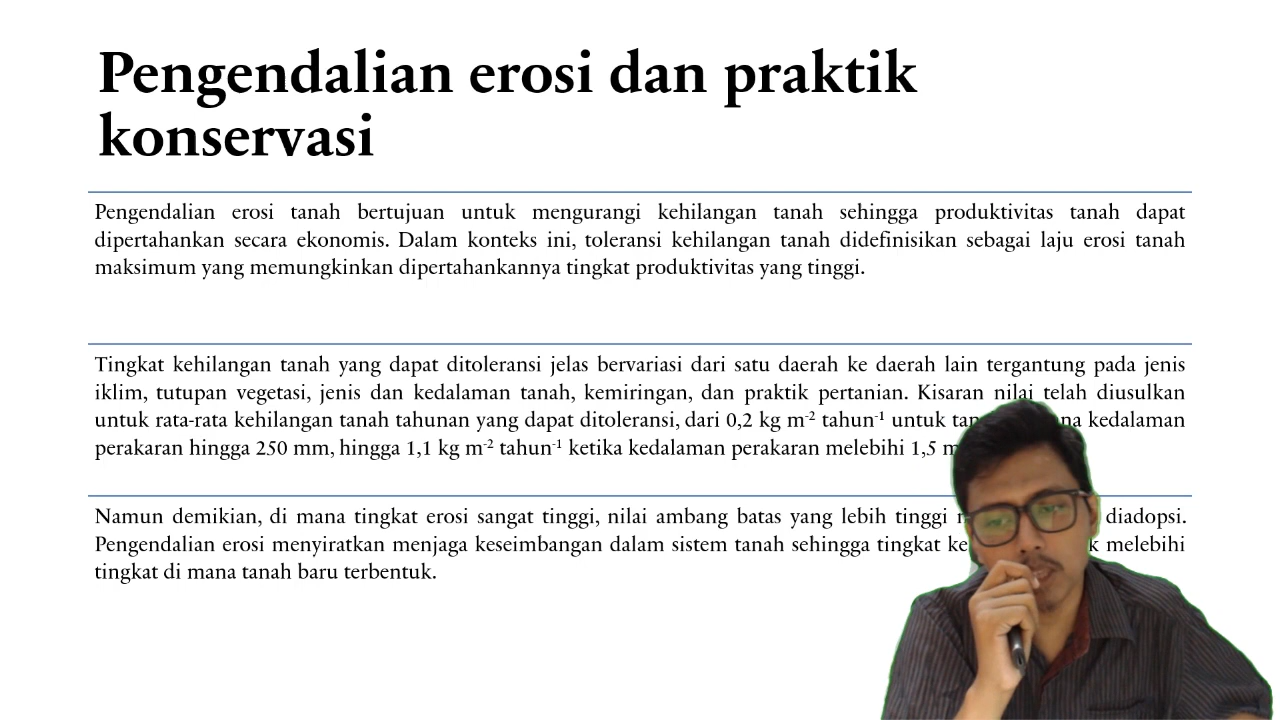 Pengendalian erosi dan praktik
konservasi
Pengendalian erosi tanah bertujuan untuk mengurangi kehilangan tanah sehingga produktivitas tanah dapat
dipertahankan secara ekonomis. Dalam konteks ini, toleransi kehilangan tanah didefinisikan sebagai laju erosi tanah
maksimum yang memungkinkan dipertahankannya tingkat produktivitas yang tinggi.
Tingkat kehilangan tanah yang dapat ditoleransi jelas bervariasi dari satu daerah ke daerah lain tergantung pada jenis
iklim, tutupan vegetasi, jenis dan kedalaman tanah, kemiringan, dan praktik pertanian. Kisaran nilai telah diusulkan
untuk rata-rata kehilangan tanah tahunan yang dapat ditoleransi, dari 0,2 kg m⁻² tahun⁻¹ untuk kedalaman
perakaran hingga 250 mm, hingga 1,1 kg m⁻² tahun⁻¹ ketika kedalaman perakaran melebihi 1,5
Namun demikian, di mana tingkat erosi sangat tinggi, nilai ambang batas yang lebih tinggi diadopsi.
Pengendalian erosi menyiratkan menjaga keseimbangan dalam sistem tanah sehingga tingkat melebihi
tingkat di mana tanah baru terbentuk.